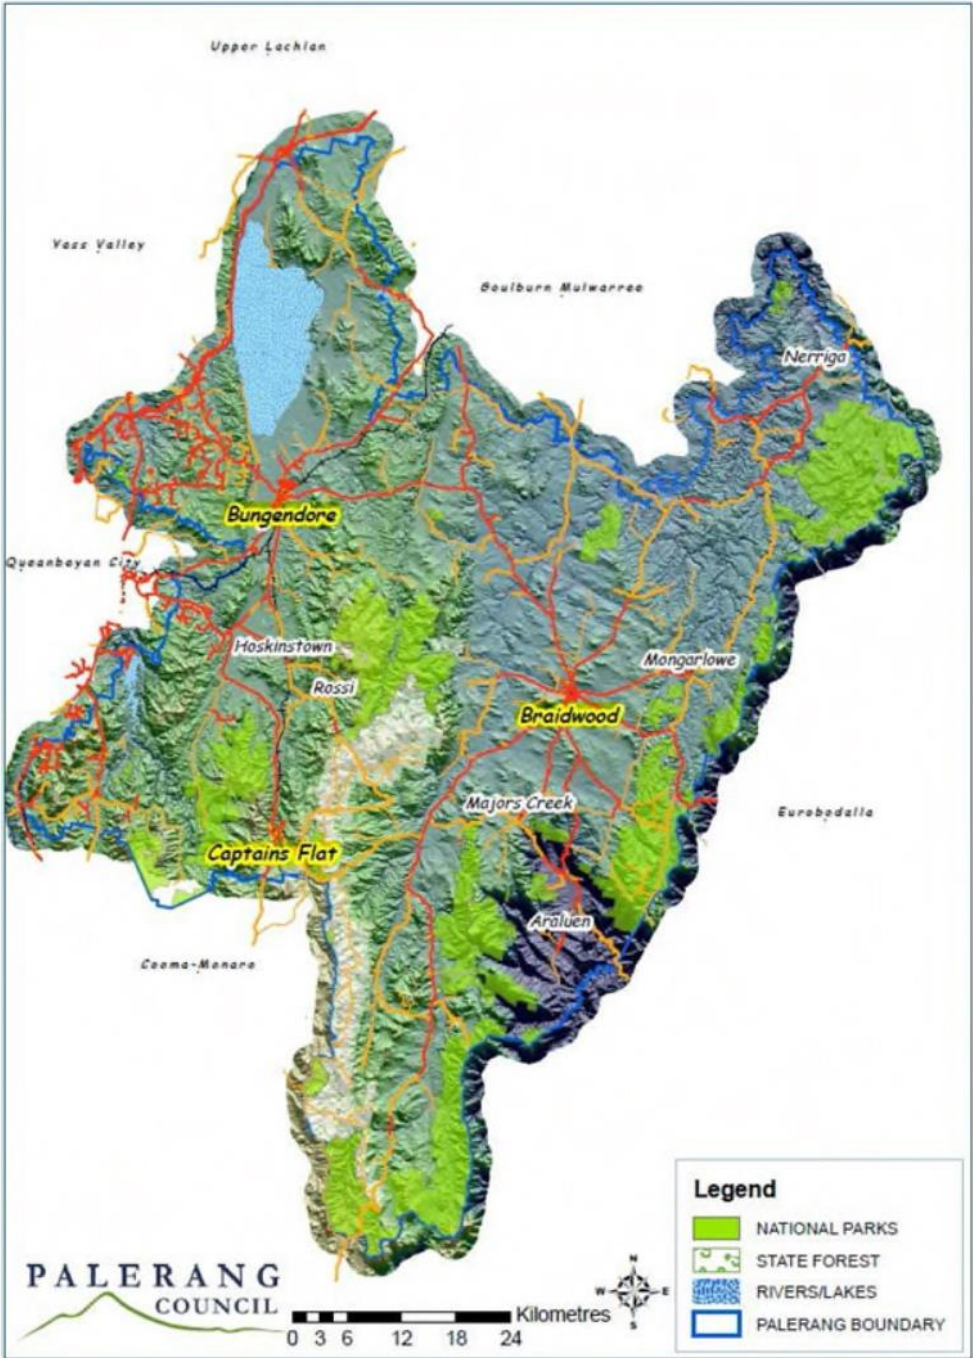 Upper Lachlan
Yass Valley
Goulburn Mulwarree
Nerriga
Bungendore
Queanbeyan City
Hoskinstown
Mongarlowe
Rossi
Braidwood
Majors Creek
Eurobodalla
Captains Flat
Araluen
Cooma-Monaro
Legend
NATIONAL PARKS
STATE FOREST
RIVERS/LAKES
PALERANG BOUNDARY
PALERANG
COUNCIL
N
W E
S
Kilometres
0 3 6 12 18 24